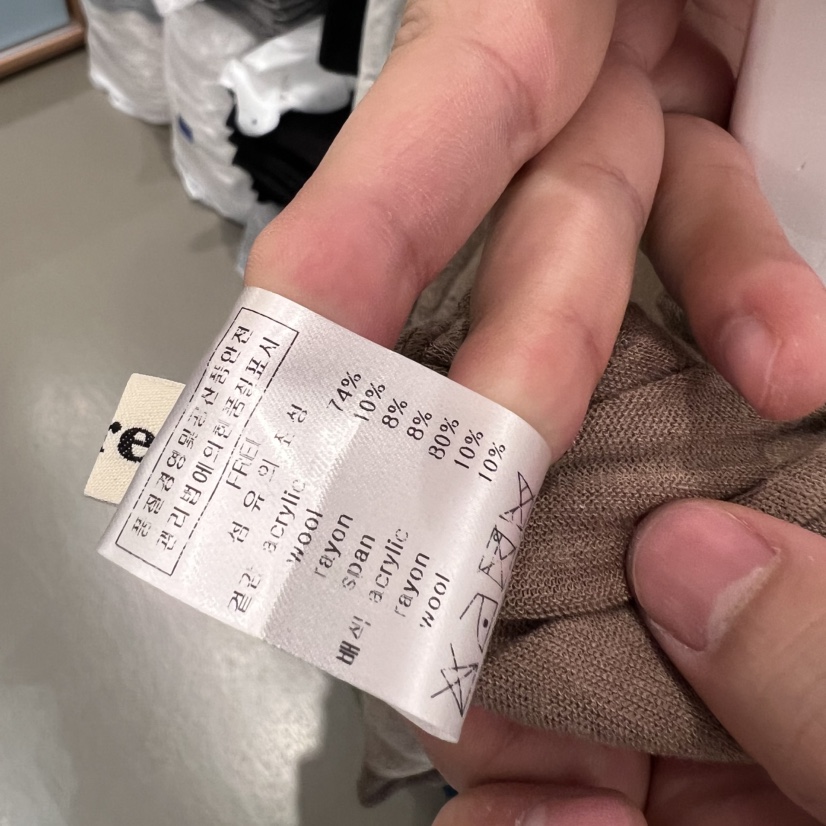 품질경영 및 공산품안전
관리법에 의한 품질표시
FREE
섬유의 조성
겉감 acrylic 74%
wool 10%
rayon 8%
span 8%
배색 acrylic 80%
rayon 10%
wool 10%
re